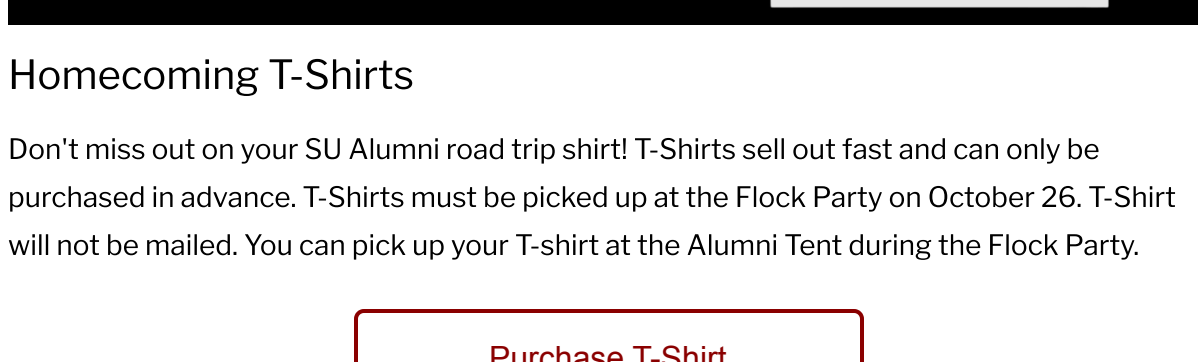 Homecoming T-Shirts
Don't miss out on your SU Alumni road trip shirt! T-Shirts sell out fast and can only be
purchased in advance. T-Shirts must be picked up at the Flock Party on October 26. T-Shirt
will not be mailed. You can pick up your T-shirt at the Alumni Tent during the Flock Party.
Purchase T-Shirt